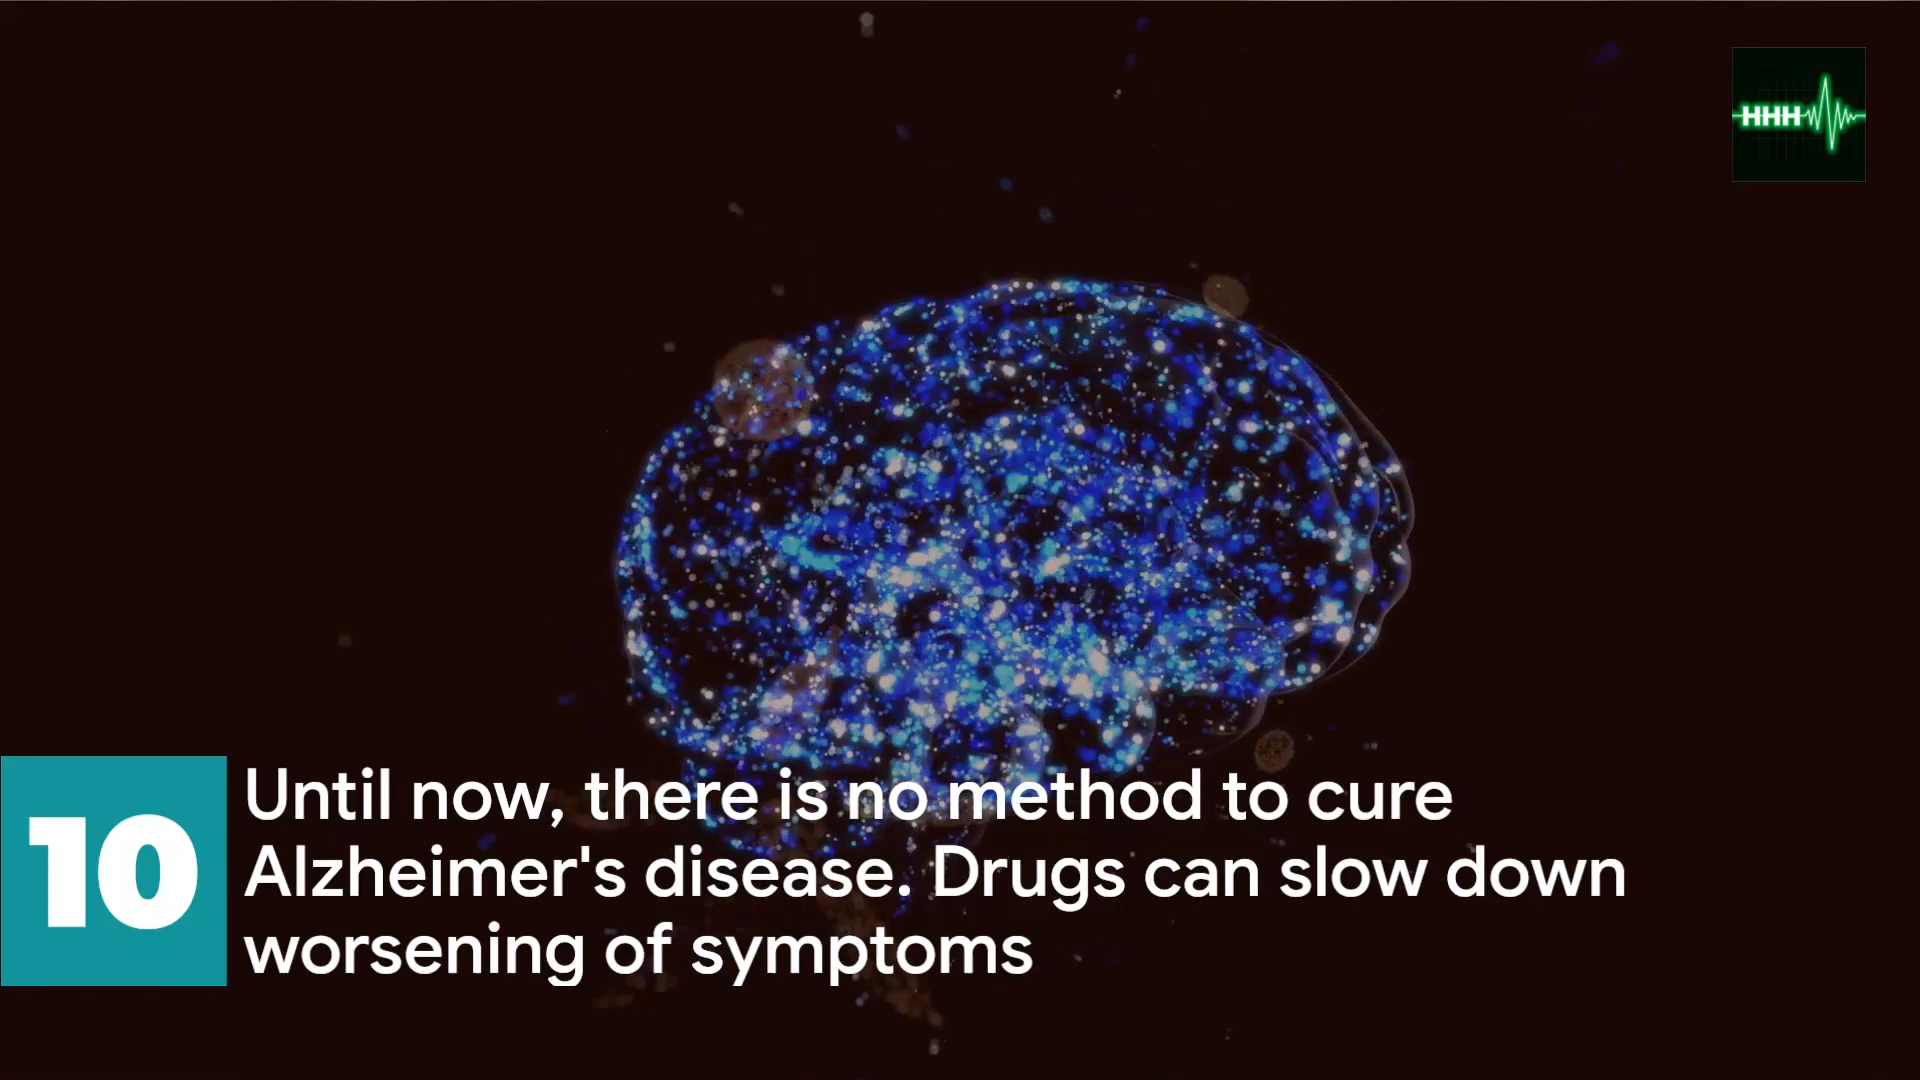 HHH
10
Until now, there is no method to cure
Alzheimer's disease. Drugs can slow down
worsening of symptoms